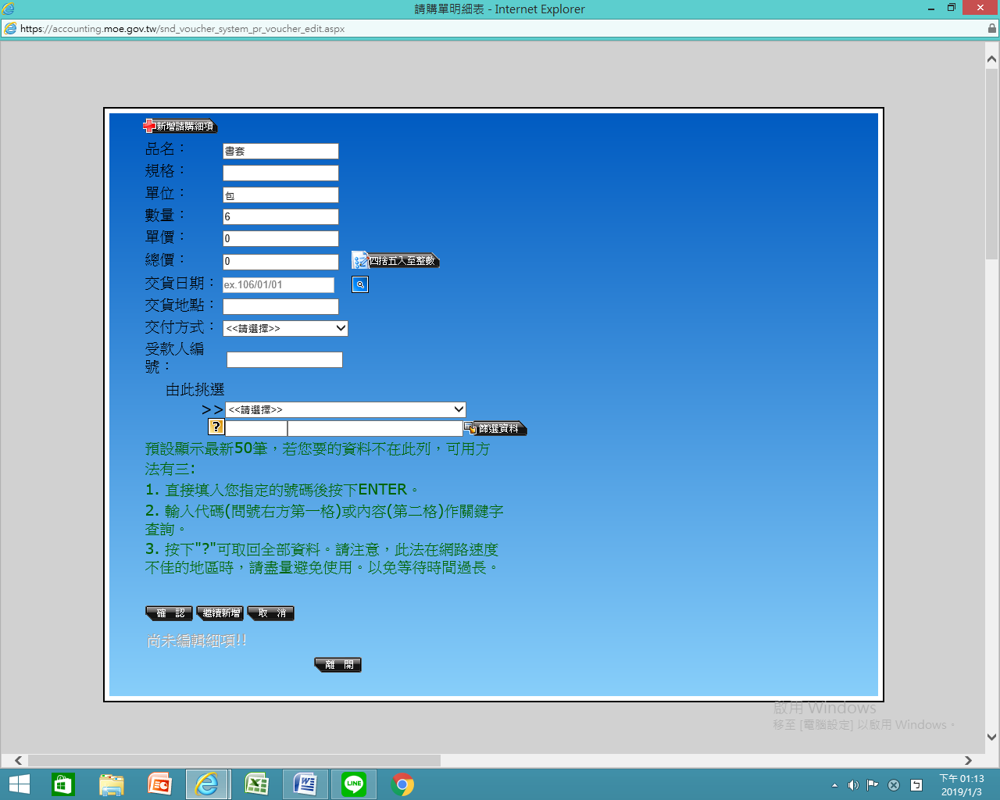 請購單明細表 - Internet Explorer
https://accounting.moe.gov.tw/snd_voucher_system_pr_voucher_edit.aspx
新增請購細項
品名： 書套
規格：
單位： 包
數量： 6
單價： 0
總價： 0 四捨五入至整數
交貨日期： ex.106/01/01
交貨地點：
交付方式： <<請選擇>>
受款人編
號：
由此挑選
>> <<請選擇>>
? 篩選資料
預設顯示最新50筆，若您要的資料不在此列，可用方
法有三:
1. 直接填入您指定的號碼後按下ENTER。
2. 輸入代碼(問號右方第一格)或內容(第二格)作關鍵字
查詢。
3. 按下"?"可取回全部資料。請注意，此法在網路速度
不佳的地區時，請盡量避免使用。以免等待時間過長。
確 認 繼續新增 取 消
尚未編輯細項!!
離 開
啟用 Windows
移至 [電腦設定] 以啟用 Windows。
LINE
下午 01:13
2019/1/3